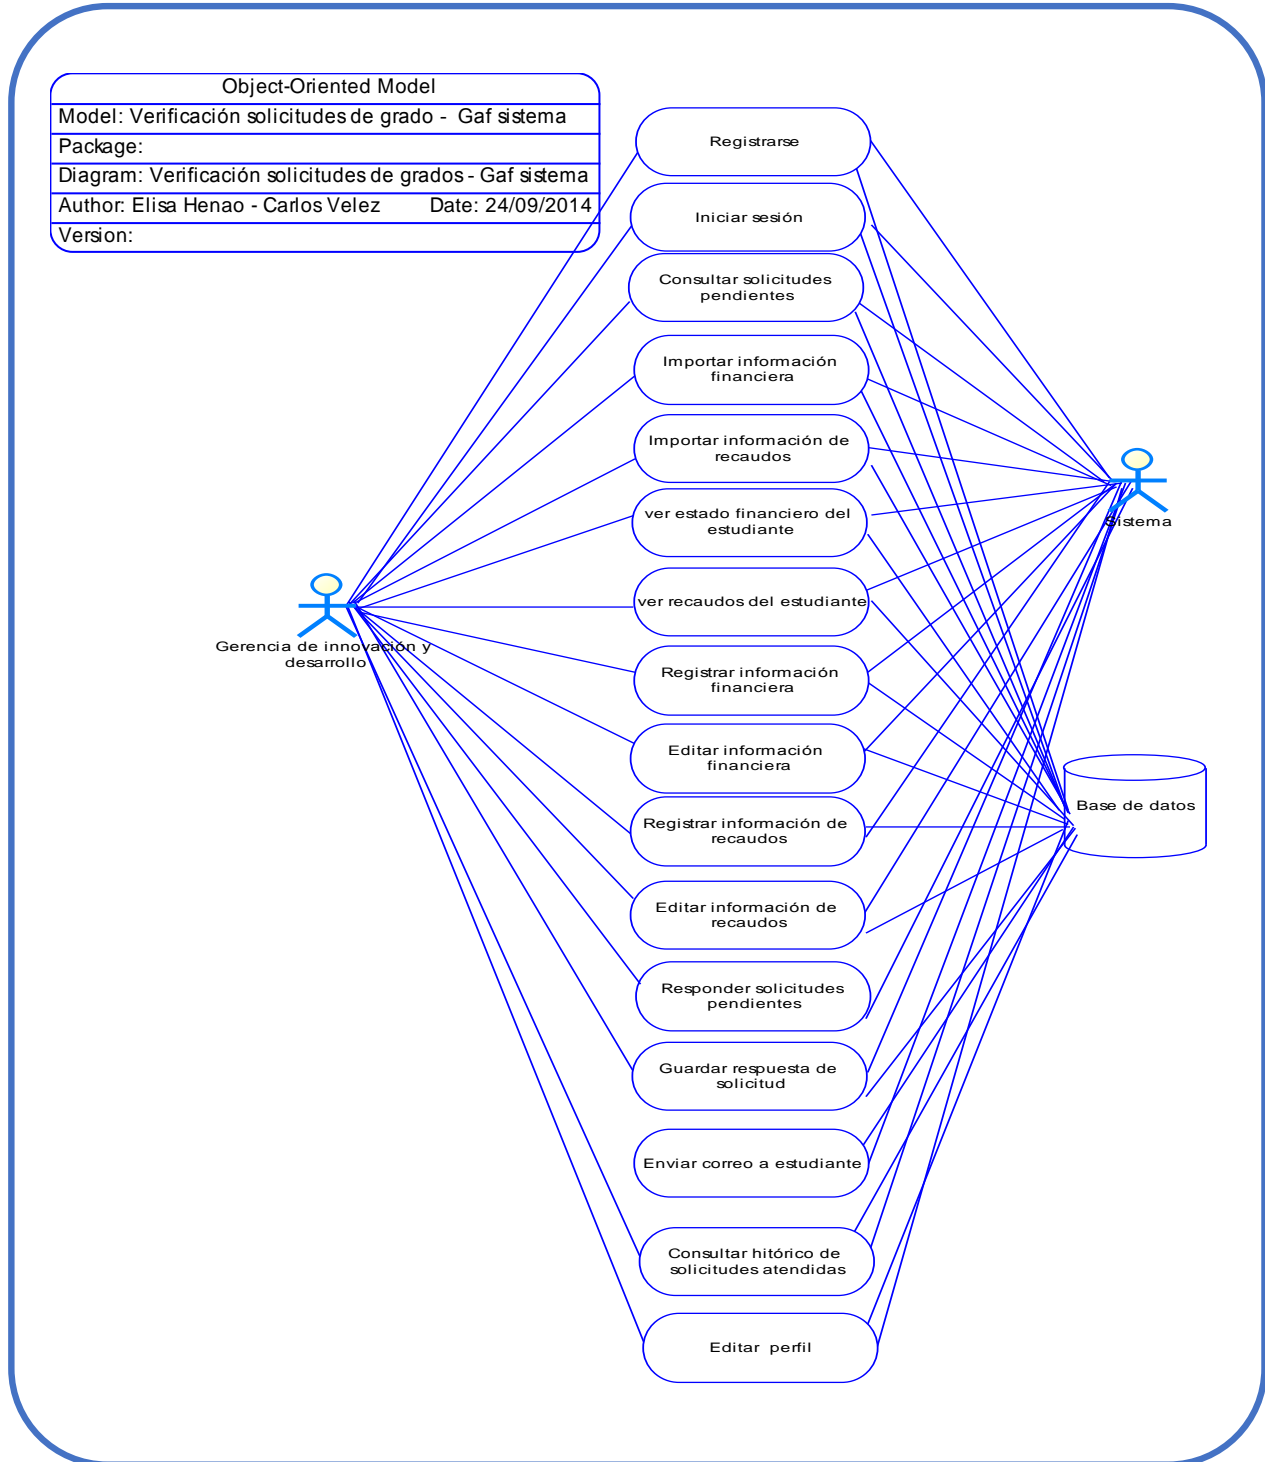 Object-Oriented Model
Model: Verificación solicitudes de grado - Gaf sistema
Package:
Diagram: Verificación solicitudes de grados - Gaf sistema
Author: Elisa Henao - Carlos Velez Date: 24/09/2014
Version:
Registrarse
Iniciar sesión
Consultar solicitudes
pendientes
Importar información
financiera
Importar información de
recaudos
ver estado financiero del
estudiante
ver recaudos del estudiante
Registrar información
financiera
Editar información
financiera
Registrar información de
recaudos
Editar información de
recaudos
Responder solicitudes
pendientes
Guardar respuesta de
solicitud
Enviar correo a estudiante
Consultar hitórico de
solicitudes atendidas
Editar perfil
Gerencia de innovación y
desarrollo
Sistema
Base de datos